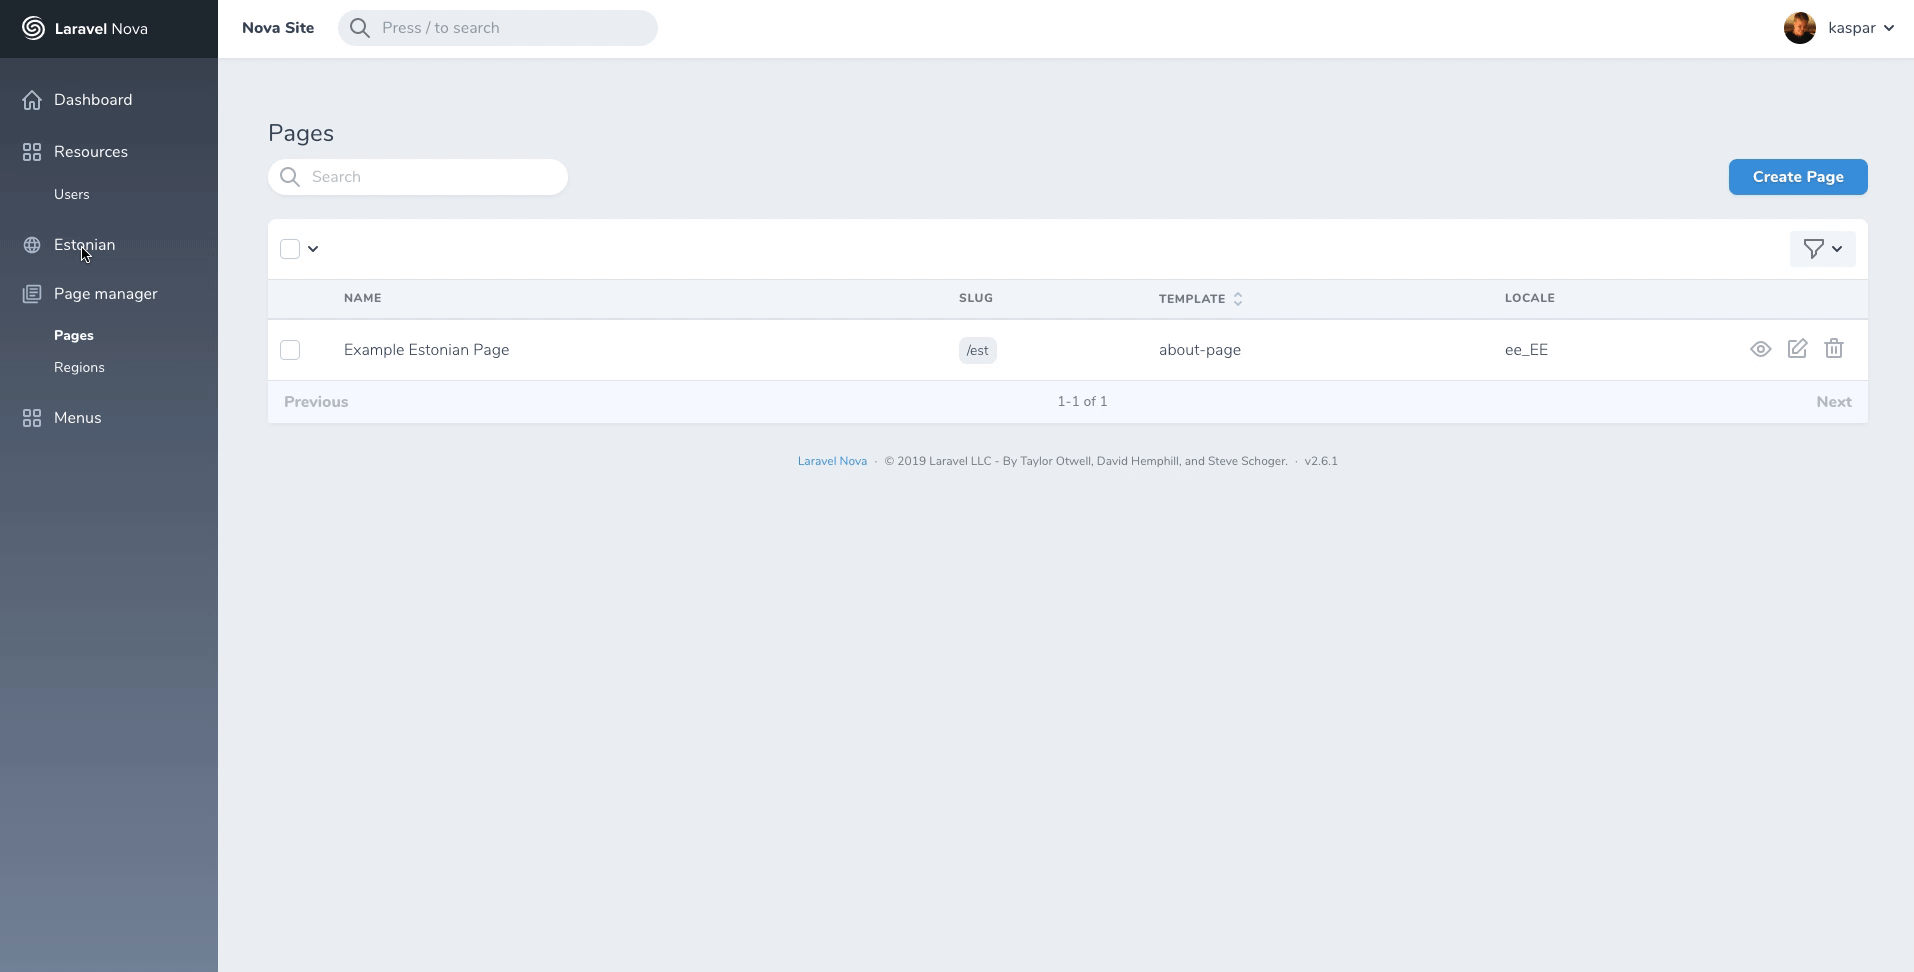 Laravel Nova
Nova Site
Press / to search
kaspar
Dashboard
Resources
Users
Estonian
Page manager
Pages
Regions
Menus
Pages
Search
Create Page
NAME SLUG TEMPLATE LOCALE
Example Estonian Page /est about-page ee_EE
Previous 1-1 of 1 Next
Laravel Nova · © 2019 Laravel LLC - By Taylor Otwell, David Hemphill, and Steve Schoger. · v2.6.1